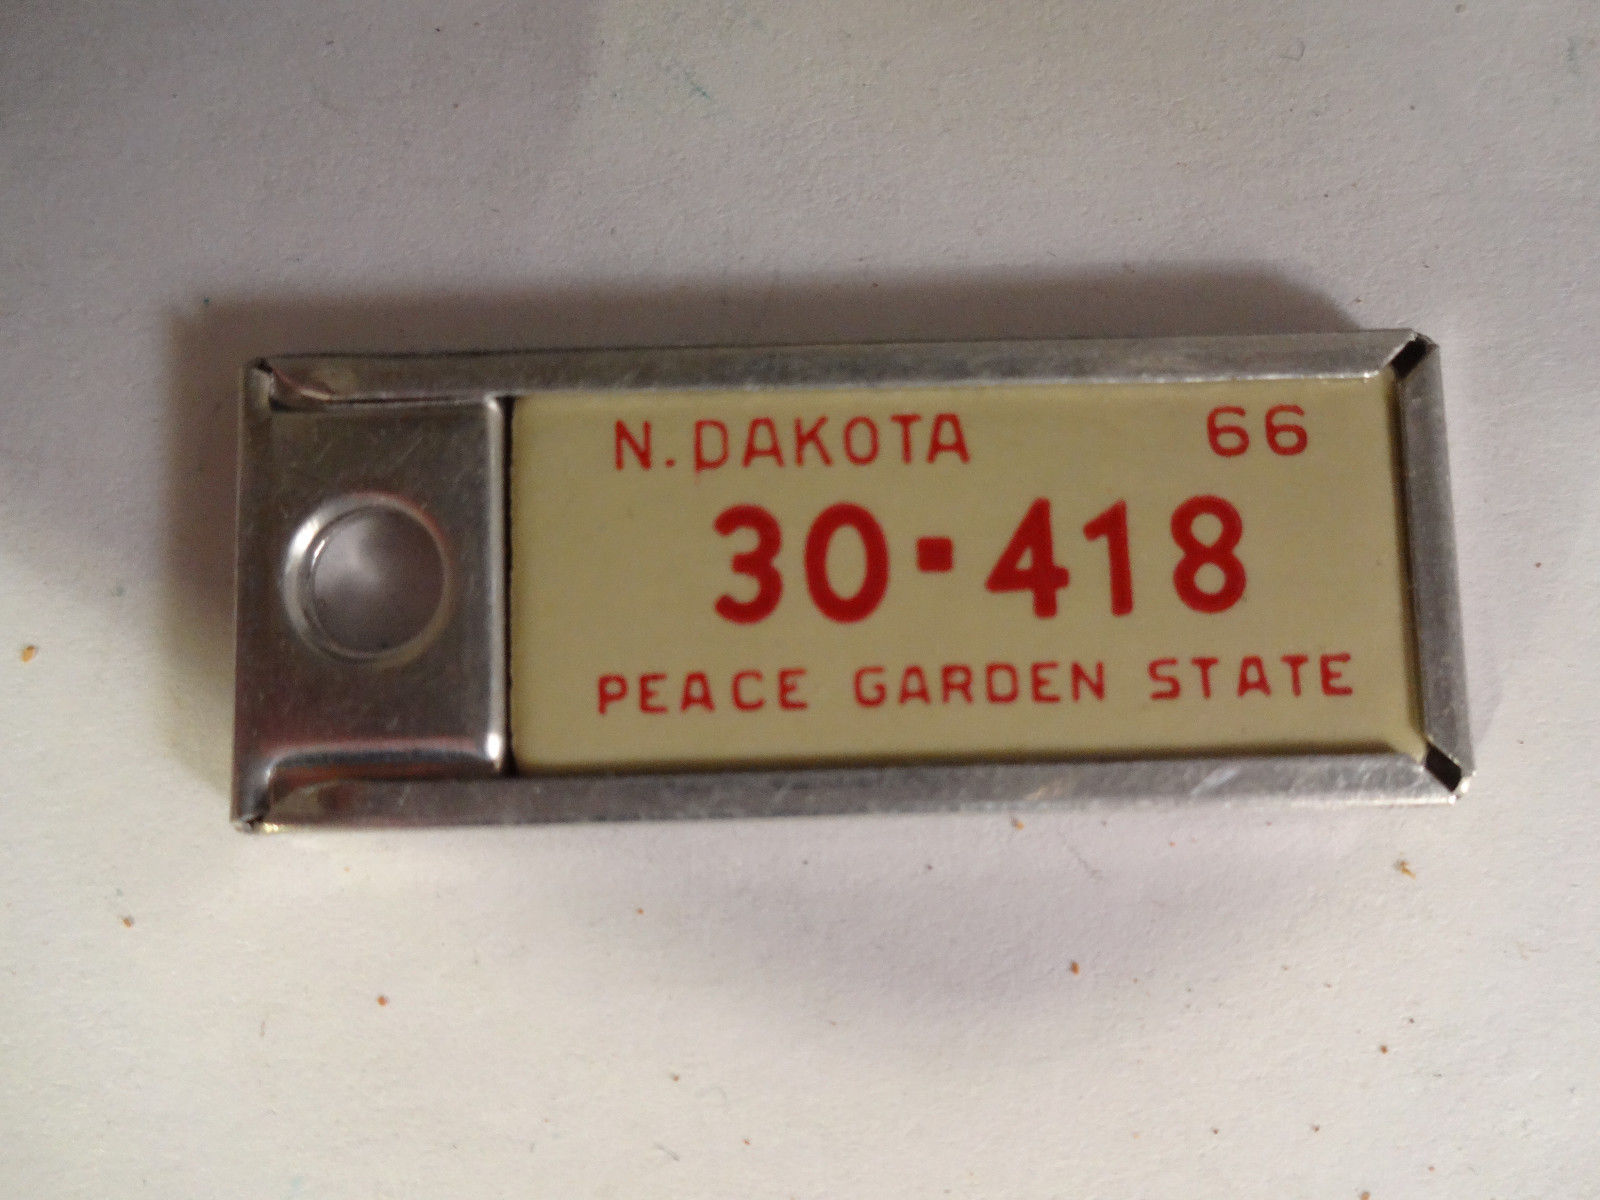 N. DAKOTA 66
30-418
PEACE GARDEN STATE